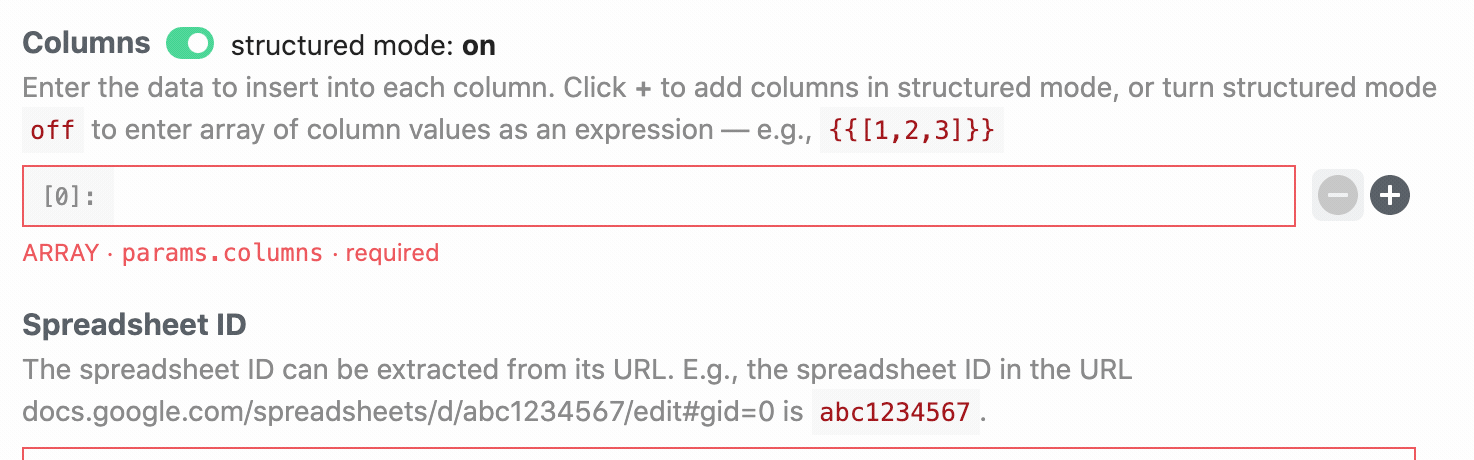 Columns structured mode: on
Enter the data to insert into each column. Click + to add columns in structured mode, or turn structured mode
off to enter array of column values as an expression — e.g., {{[1,2,3]}}
[0]:
ARRAY · params.columns · required
Spreadsheet ID
The spreadsheet ID can be extracted from its URL. E.g., the spreadsheet ID in the URL
docs.google.com/spreadsheets/d/abc1234567/edit#gid=0 is abc1234567 .